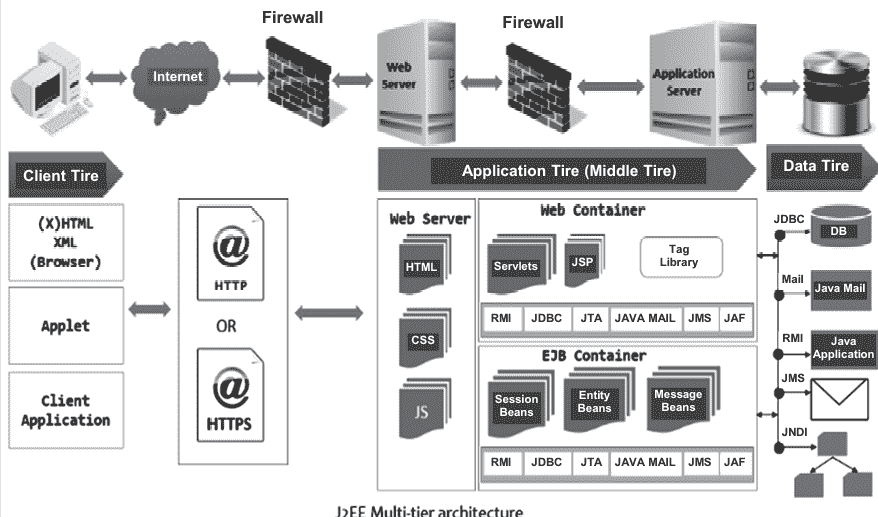 Firewall
Firewall
Internet
Web
Server
Application
Server
Client Tire
Application Tire (Middle Tire)
Data Tire
(X)HTML
XML
(Browser)
Applet
Client
Application
HTTP
OR
HTTPS
Web Server
HTML
CSS
JS
Web Container
Servlets
JSP
Tag
Library
RMI JDBC JTA JAVA MAIL JMS JAF
EJB Container
Session
Beans
Entity
Beans
Message
Beans
RMI JDBC JTA JAVA MAIL JMS JAF
JDBC
DB
Mail
Java Mail
RMI
Java
Application
JMS
JNDI
J2EE Multi-tier architecture